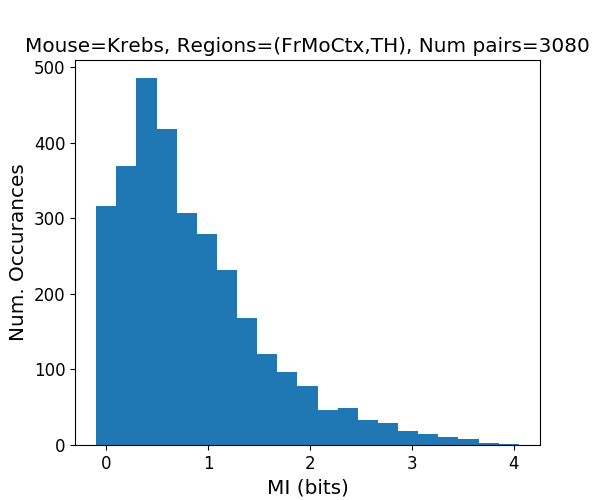 Mouse=Krebs, Regions=(FrMoCtx,TH), Num pairs=3080
500
400
300
200
100
0
Num. Occurances
0 1 2 3 4
MI (bits)